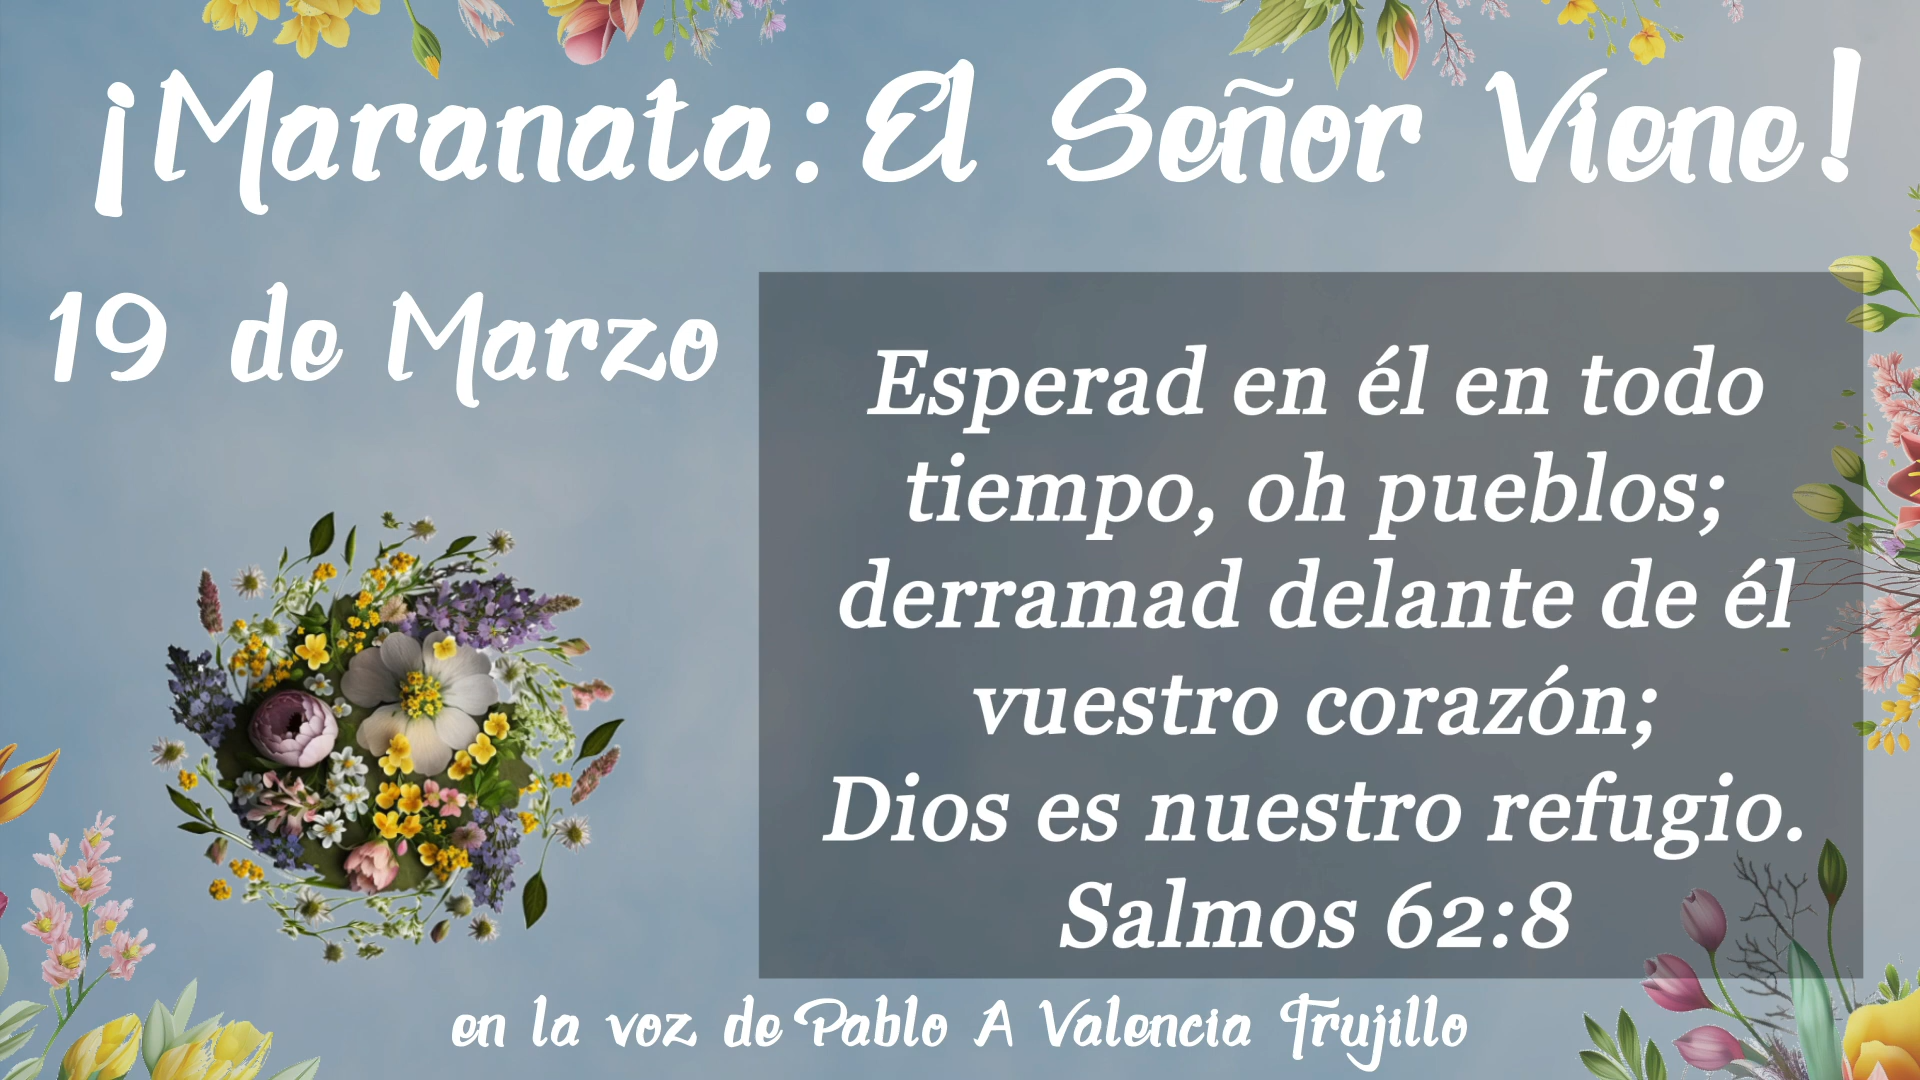 ¡Maranata: El Señor Viene!
19 de Marzo
Esperad en él en todo
tiempo, oh pueblos;
derramad delante de él
vuestro corazón;
Dios es nuestro refugio.
Salmos 62:8
en la voz de Pablo A Valencia Trujillo